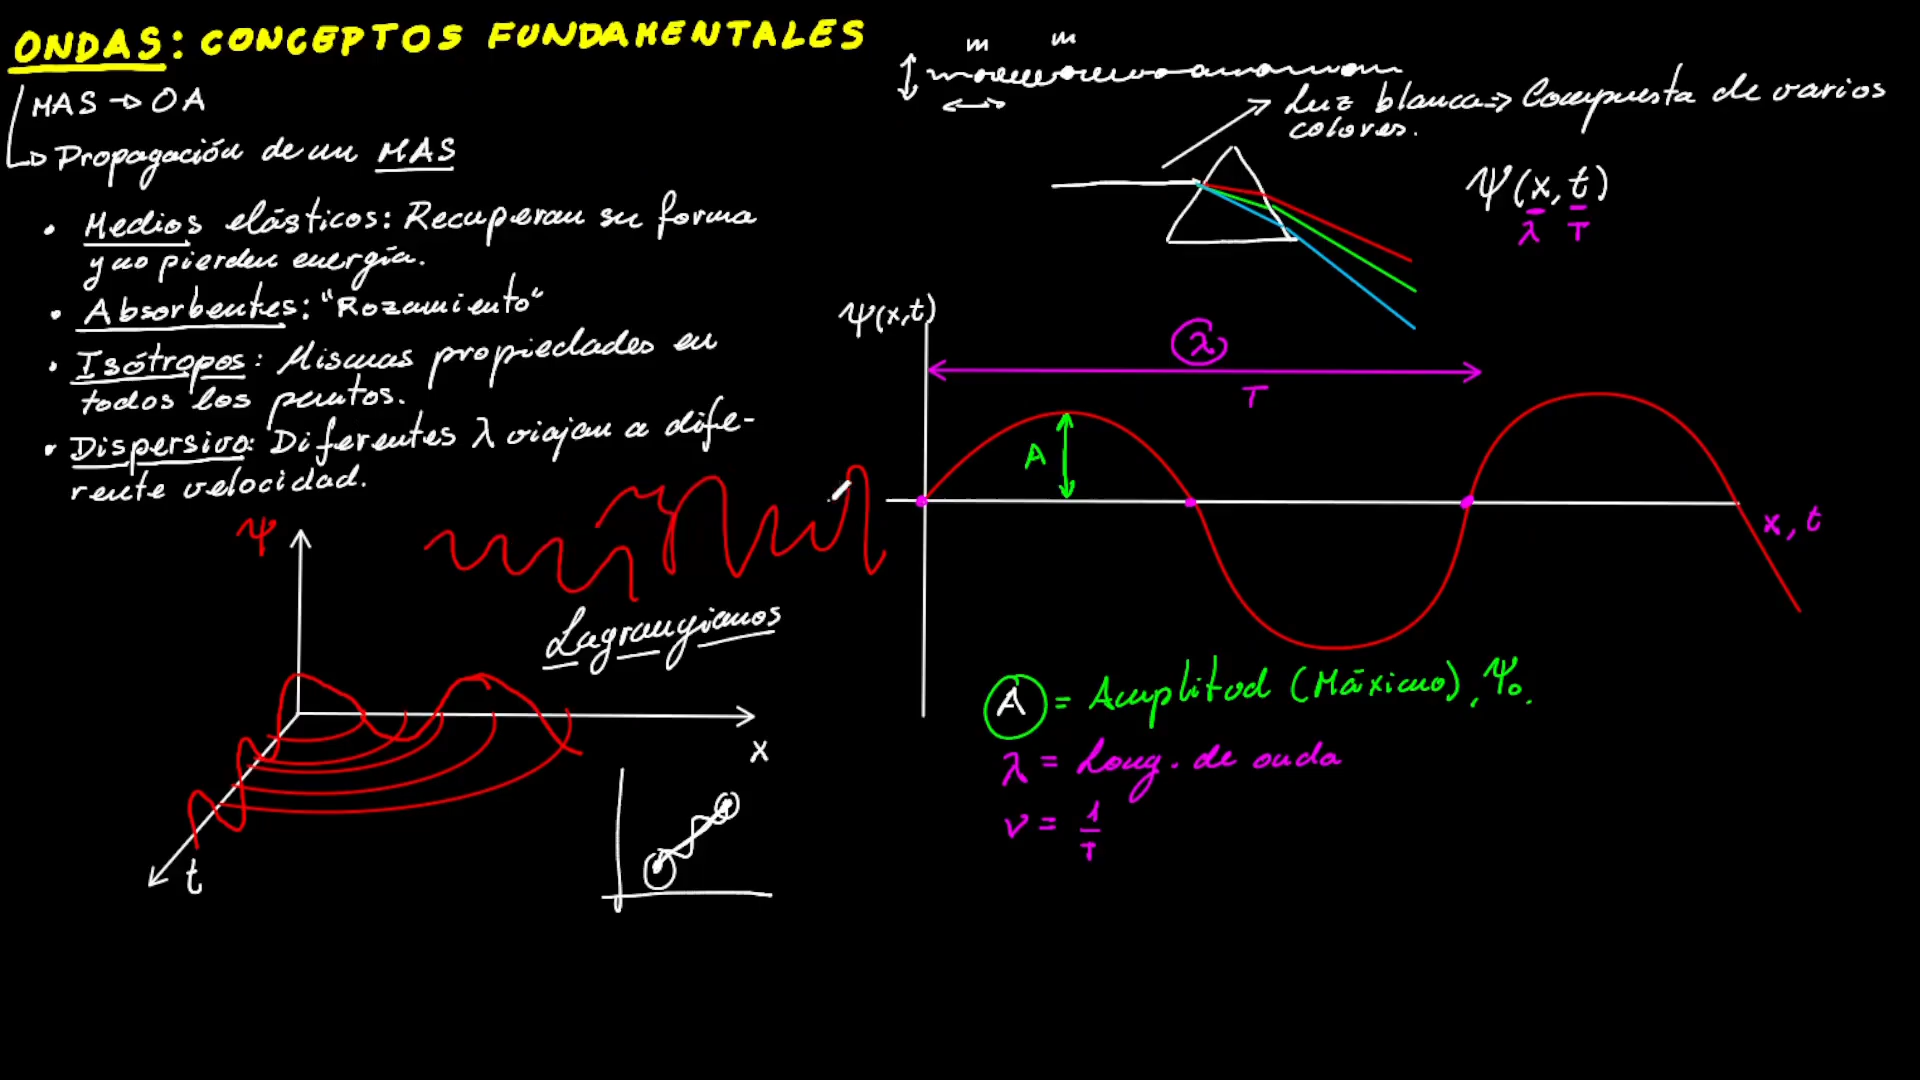 ONDAS: CONCEPTOS FUNDAMENTALES
MAS → OA
↳ Propagación de un MAS
• Medios elásticos: Recuperan su forma
y no pierden energía.
• Absorbentes: "Rozamiento"
• Isótropos: Mismas propiedades en
todos los puntos.
• Dispersivo: Diferentes λ viajan a dife-
rente velocidad.
m m
Luz blanca ⇒ Compuesta de varios
colores.
Ψ(x, t)
λ T
Ψ(x,t)
λ
T
A
x, t
Ψ
Lagrangianos
x
t
A = Amplitud (Máximo), Ψ₀.
λ = Long. de onda
ν = 1/T